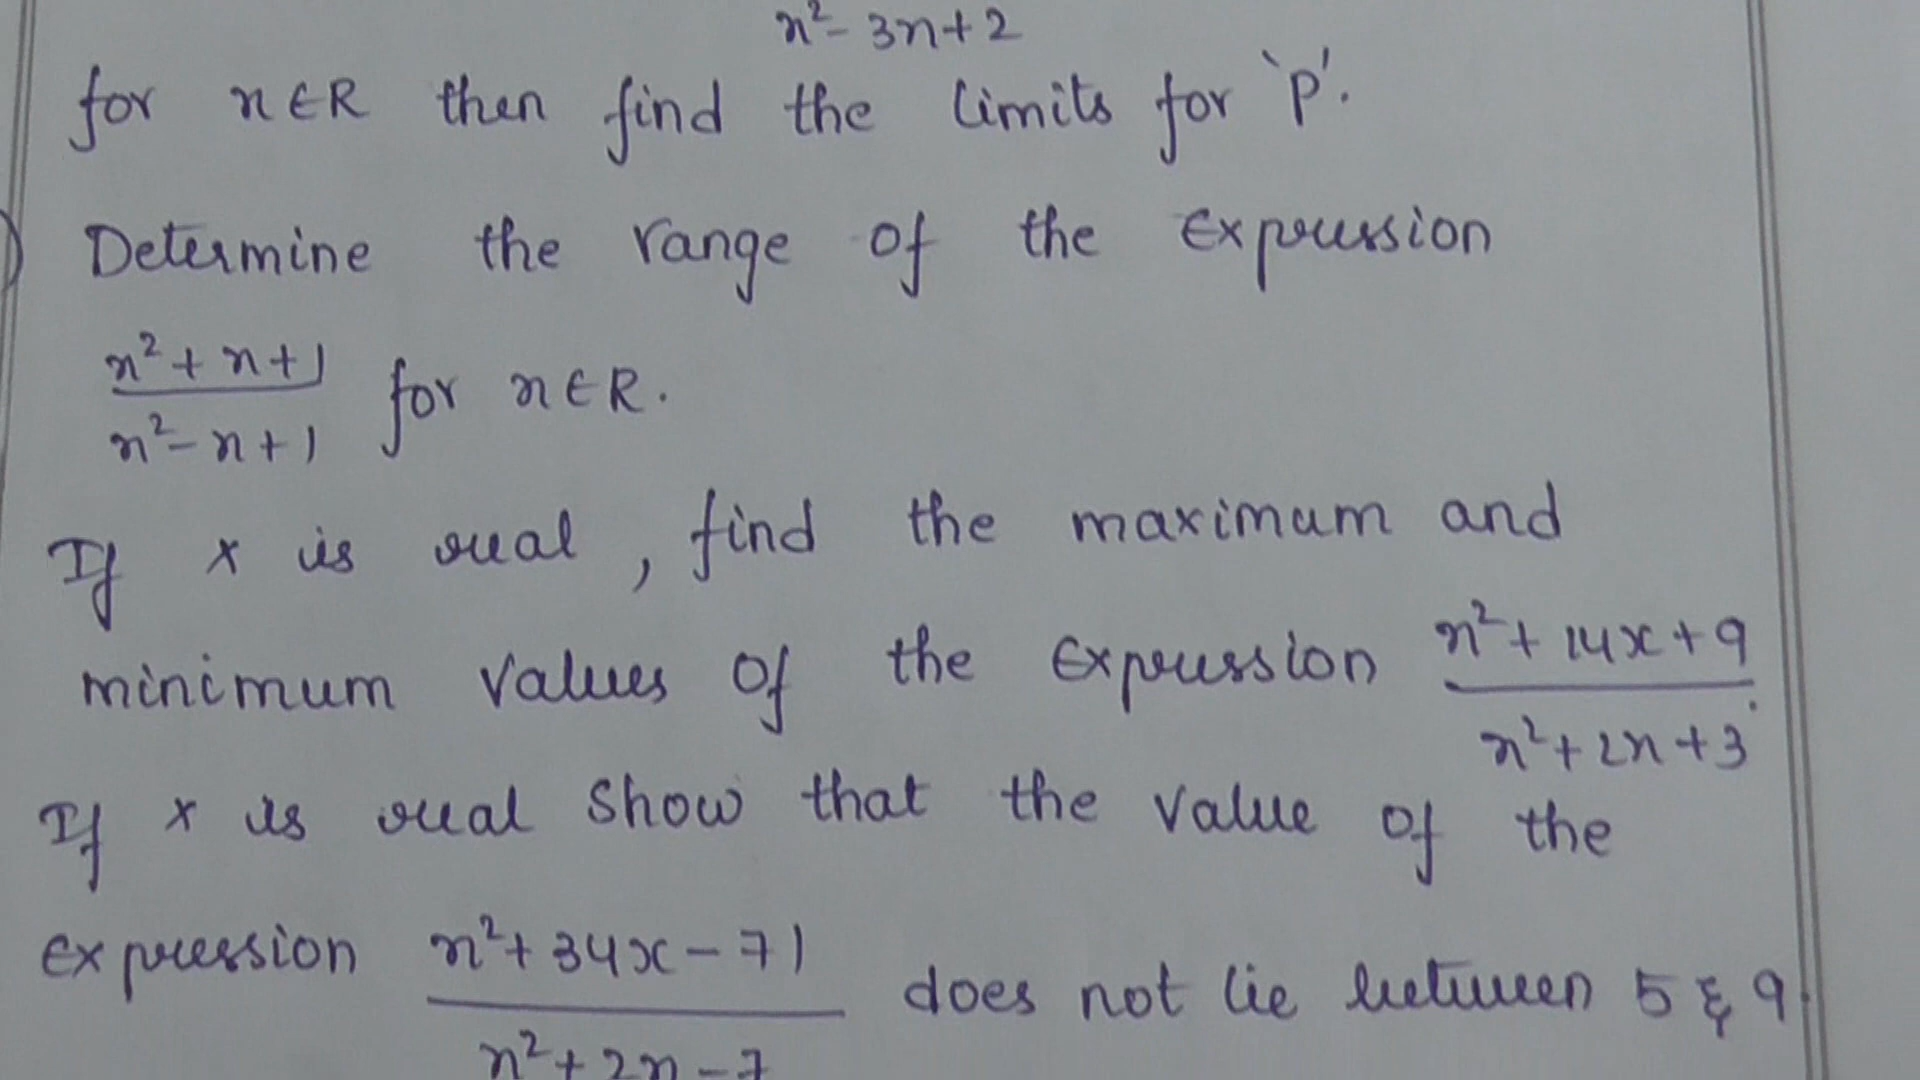 x² - 3x + 2
for x ∈ R then find the limits for 'p'.
Determine the range of the expression
x² + x + 1
for x ∈ R.
x² - x + 1
If x is real, find the maximum and
minimum values of the expression x² + 14x + 9
x² + 2x + 3.
If x is real show that the value of the
expression x² + 34x - 71
does not lie between 5 & 9
x² + 2x - 7